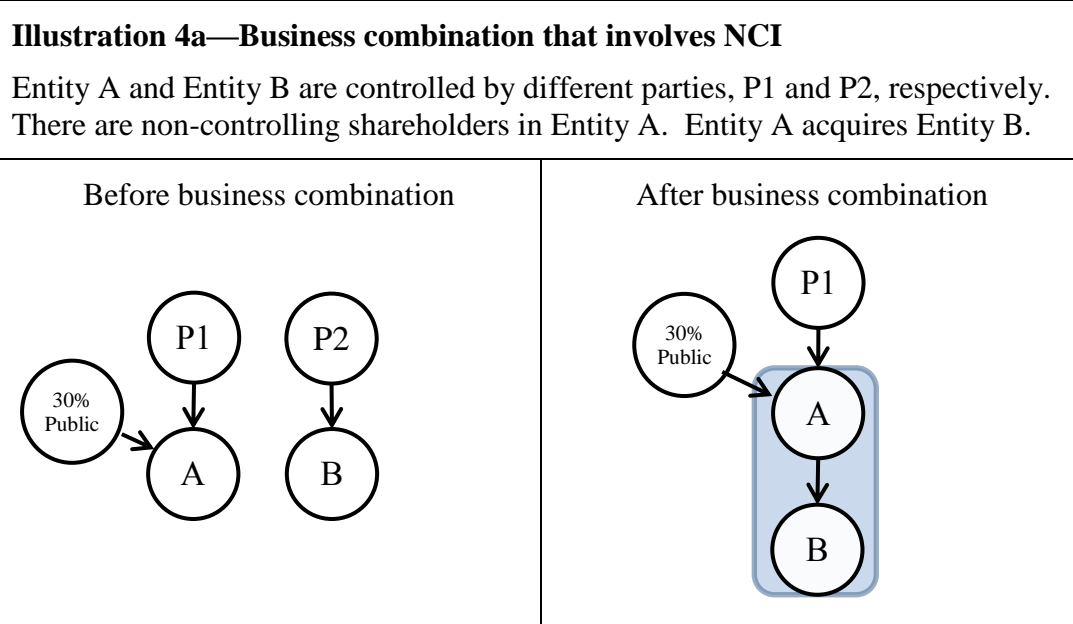 Illustration 4a—Business combination that involves NCI
Entity A and Entity B are controlled by different parties, P1 and P2, respectively.
There are non-controlling shareholders in Entity A.  Entity A acquires Entity B.
Before business combination
P1
P2
30%
Public
A
B
After business combination
P1
30%
Public
A
B